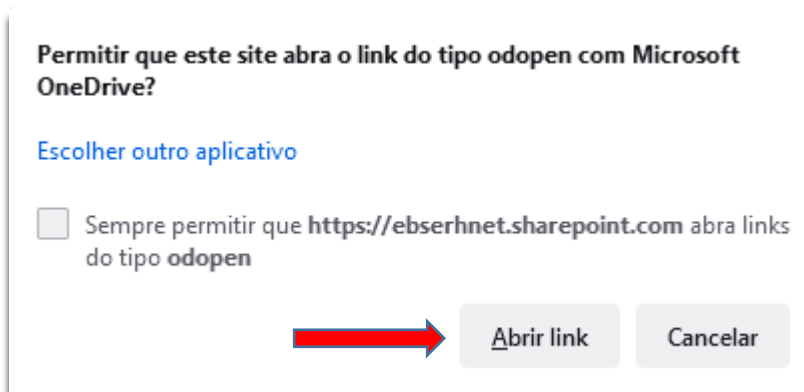 Permitir que este site abra o link do tipo odopen com Microsoft
OneDrive?
Escolher outro aplicativo
Sempre permitir que https://ebserhnet.sharepoint.com abra links
do tipo odopen
Abrir link
Cancelar